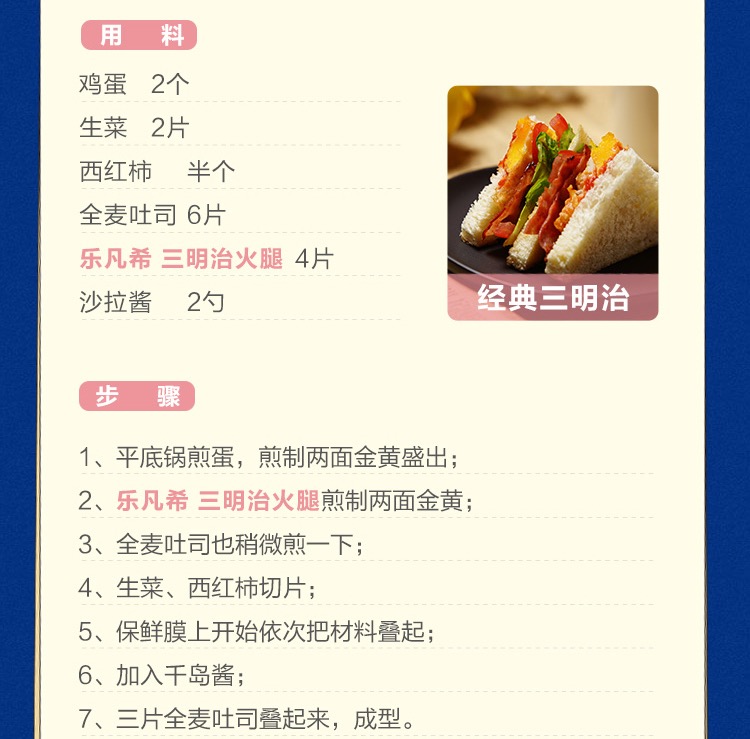 用 料
鸡蛋 2个
生菜 2片
西红柿 半个
全麦吐司 6片
乐凡希 三明治火腿 4片
沙拉酱 2勺
经典三明治
步 骤
1、平底锅煎蛋，煎制两面金黄盛出；
2、乐凡希 三明治火腿煎制两面金黄；
3、全麦吐司也稍微煎一下；
4、生菜、西红柿切片；
5、保鲜膜上开始依次把材料叠起；
6、加入千岛酱；
7、三片全麦吐司叠起来，成型。